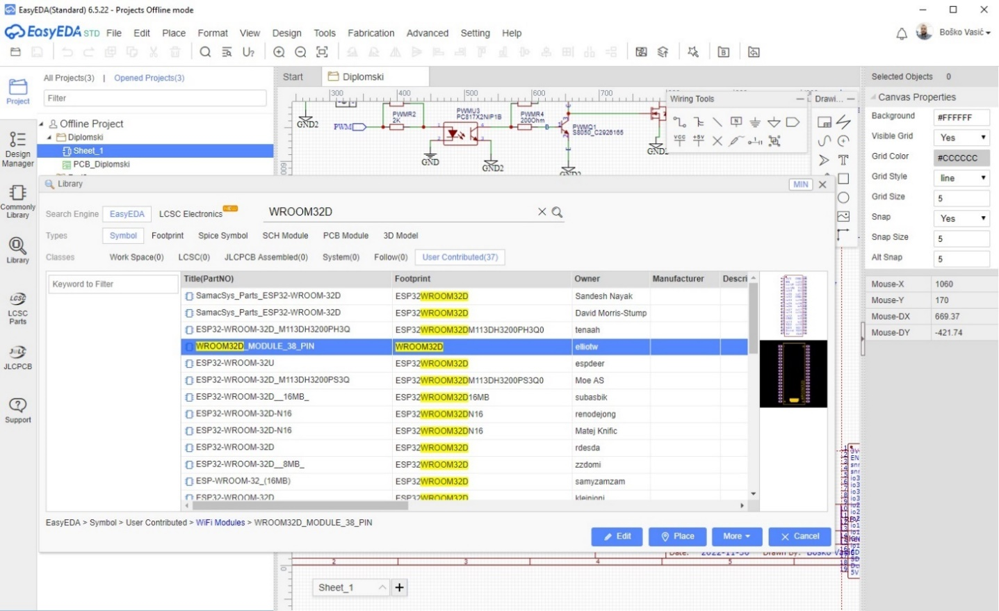 EasyEDA(Standard) 6.5.22 - Projects Offline mode
EasyEDA STD File Edit Place Format View Design Tools Fabrication Advanced Setting Help Boško Vasić
All Projects(3) | Opened Projects(3)
Start Diplomski
Selected Objects 0
Project
Filter
300 400 500 600 700
Wiring Tools
Drawi...
Canvas Properties
Background #FFFFFF
Visible Grid Yes
Grid Color #CCCCCC
Grid Style line
Grid Size 5
Snap Yes
Snap Size 5
Alt Snap 5
Mouse-X 1060
Mouse-Y 170
Mouse-DX 669.37
Mouse-DY -421.74
Offline Project
Diplomski
Sheet_1
PCB_Diplomski
Design Manager
Commonly Library
Library
LCSC Parts
JLCPCB
Support
GND2
PWM
PWMR2
2K
PWMU3
PC817X2NIP1B
PWMR4
200Ohm
B
PWMQ1
S8050_C2926165
GND
GND2
GND2
600
Library MIN
Search Engine EasyEDA LCSC Electronics NEW WROOM32D
Types Symbol Footprint Spice Symbol SCH Module PCB Module 3D Model
Classes Work Space(0) LCSC(0) JLCPCB Assembled(0) System(0) Follow(0) User Contributed(37)
Keyword to Filter
Title(PartNO) Footprint Owner Manufacturer Descri
SamacSys_Parts_ESP32-WROOM-32D ESP32WROOM32D Sandesh Nayak
SamacSys_Parts_ESP32-WROOM-32D ESP32WROOM32D David Morris-Stump
ESP32-WROOM-32D_M113DH3200PH3Q ESP32WROOM32DM113DH3200PH3Q0 tenaah
WROOM32D_MODULE_38_PIN WROOM32D elliotw
ESP32-WROOM-32U ESP32WROOM32D espdeer
ESP32-WROOM-32D_M113DH3200PS3Q ESP32WROOM32DM113DH3200PS3Q0 Moe AS
ESP32-WROOM-32D__16MB_ ESP32WROOM32D16MB subasbik
ESP32-WROOM-32D-N16 ESP32WROOM32DN16 renodejong
ESP32-WROOM-32D-N16 ESP32WROOM32DN16 Matej Knific
ESP32-WROOM-32D ESP32WROOM32D rdesda
ESP32-WROOM-32D__8MB_ ESP32WROOM32D zzdomi
ESP-WROOM-32_(16MB) ESP32WROOM32D samyzamzam
ESP32-WROOM-32D ESP32WROOM32D kleinioni
EasyEDA > Symbol > User Contributed > WiFi Modules > WROOM32D_MODULE_38_PIN
Edit Place More Cancel
Date: 2022-11-30 Drawn By: Boško Vasić
2 3 4 5
Sheet_1 +